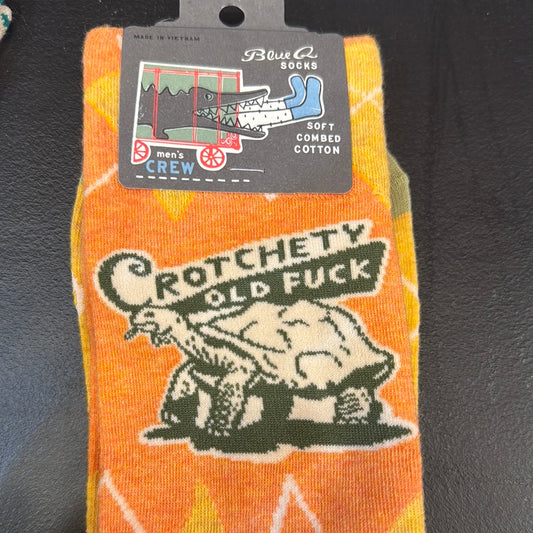 MADE IN VIETNAM
Blue Q
SOCKS
SOFT
COMBED
COTTON
men's
CREW
CROTCHETY
OLD FUCK